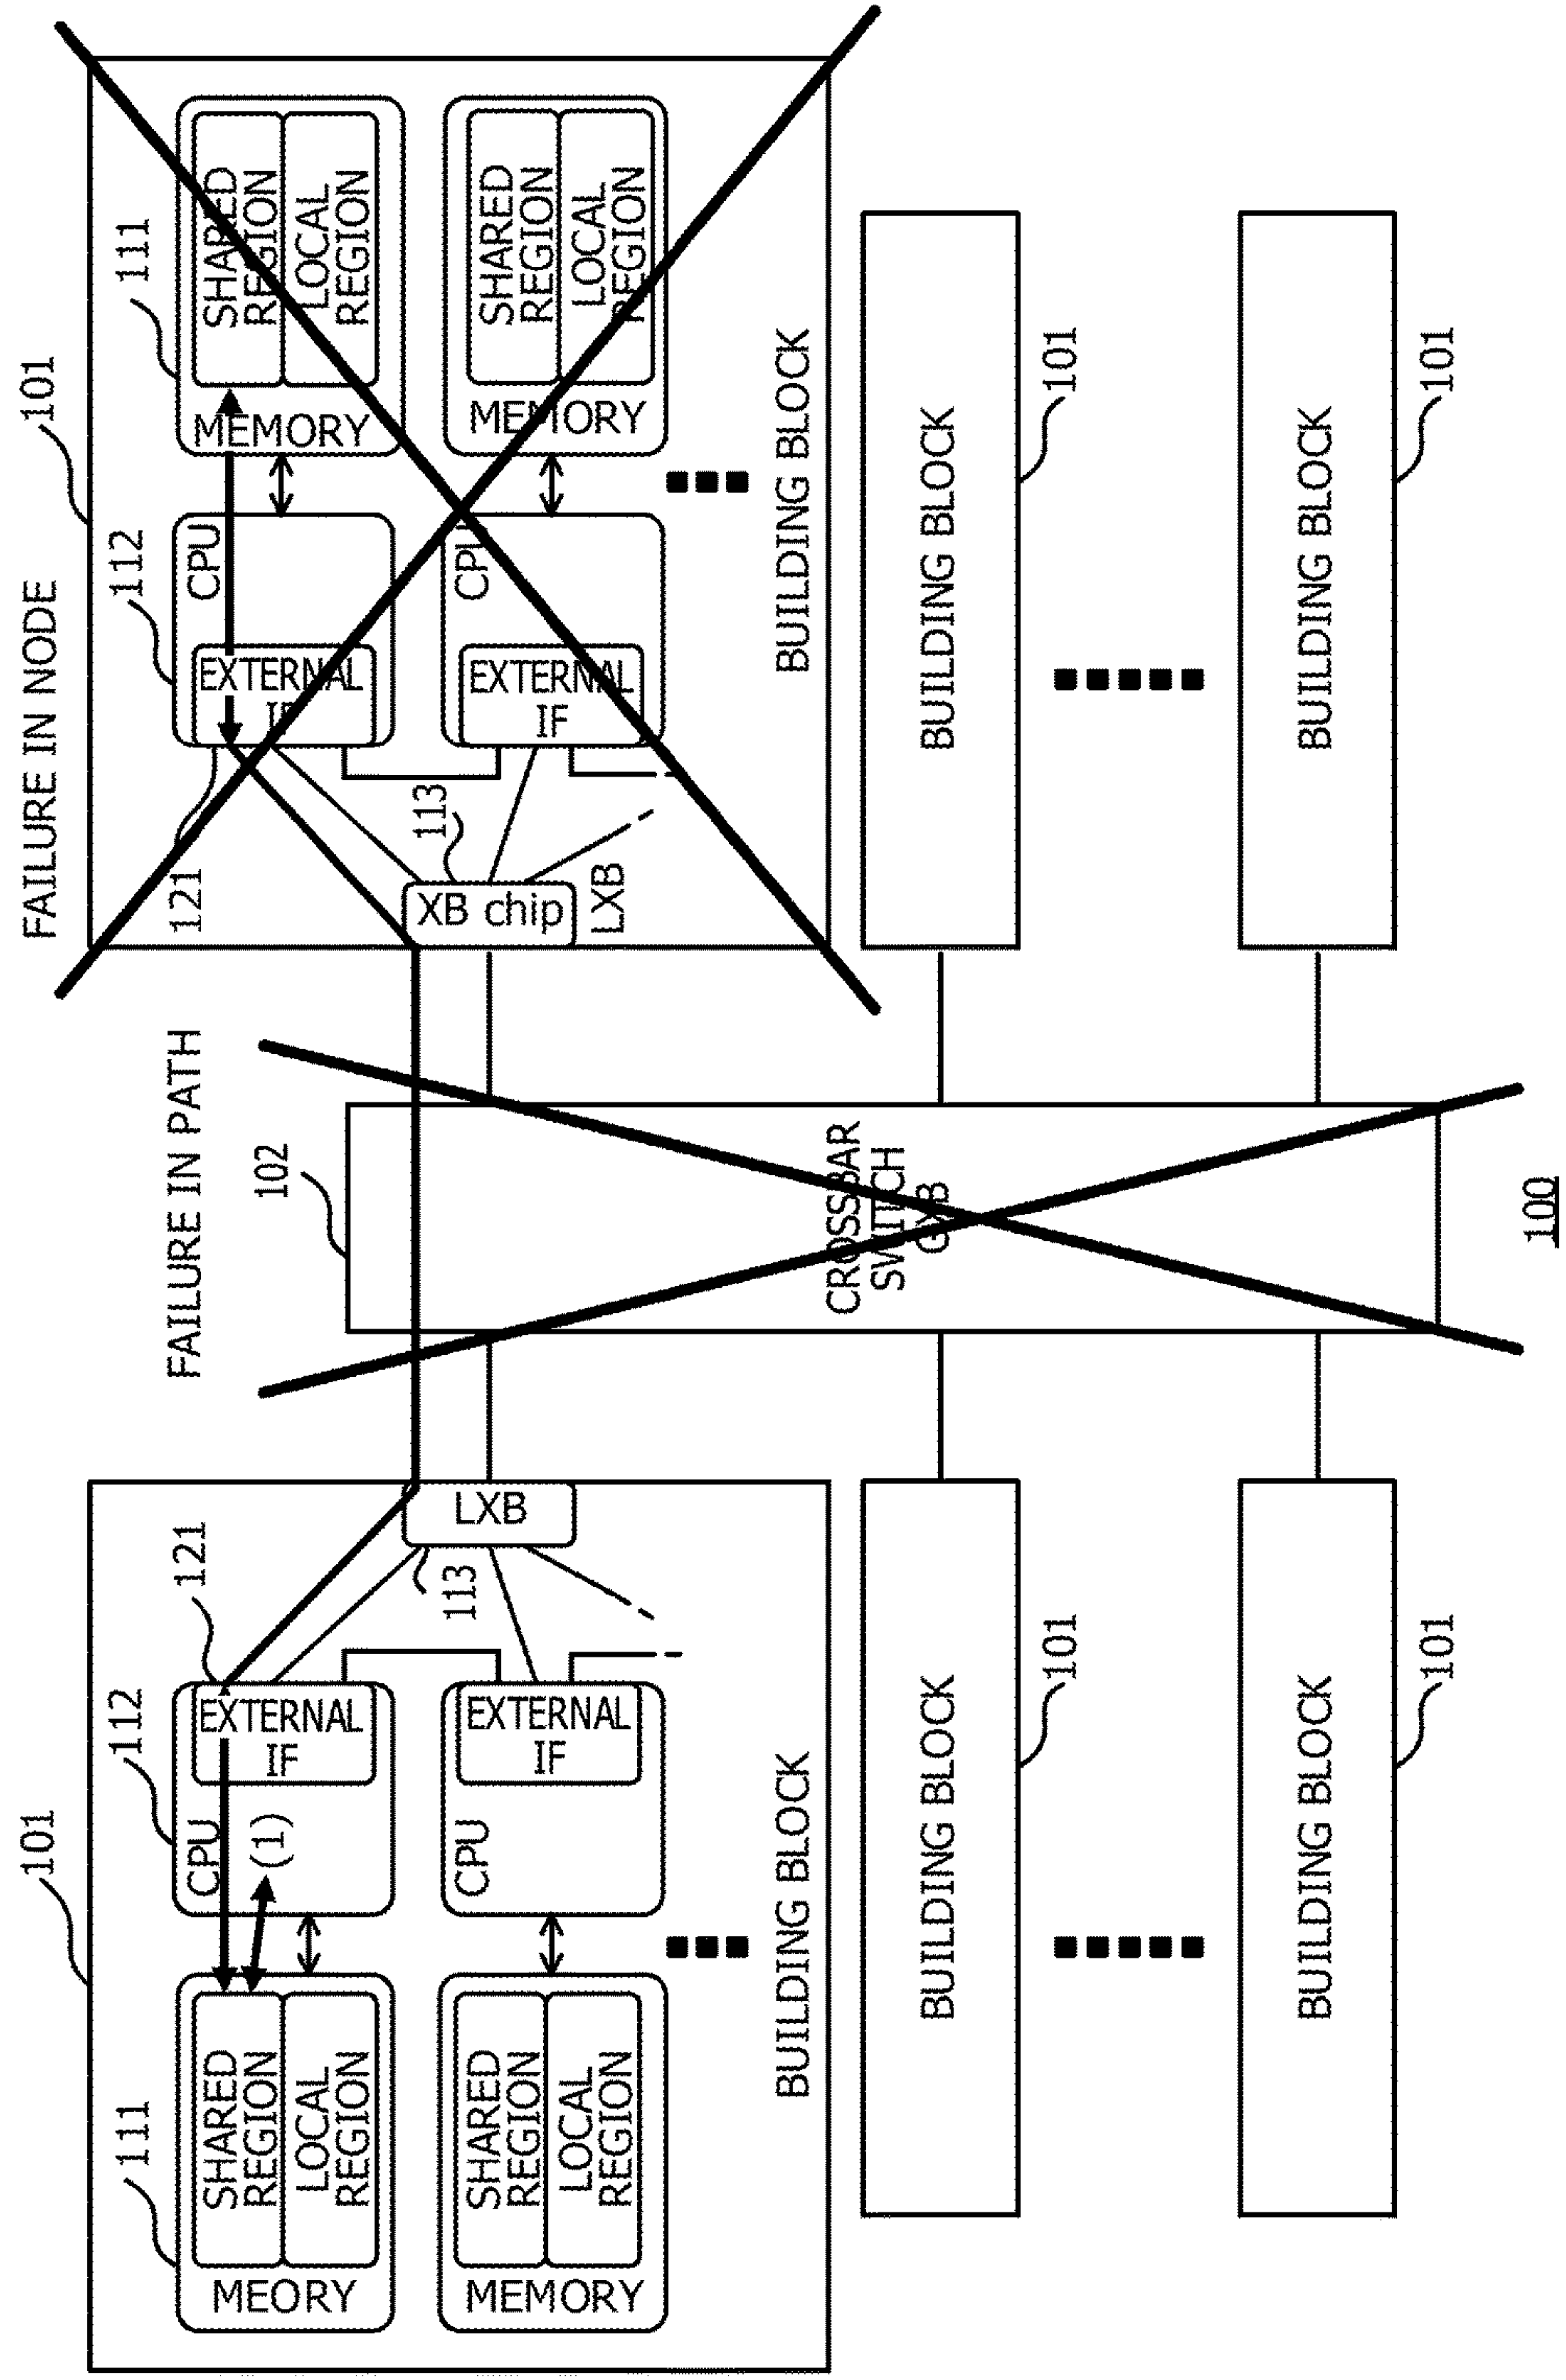 101
111
112
121
113
MEORY
SHARED
REGION
LOCAL
REGION
CPU
(1)
EXTERNAL
IF
LXB
MEMORY
SHARED
REGION
LOCAL
REGION
CPU
EXTERNAL
IF
BUILDING BLOCK
BUILDING BLOCK
101
BUILDING BLOCK
101
FAILURE IN PATH
102
CROSSBAR
SWITCH
GXB
100
FAILURE IN NODE
101
121
112
111
113
XB chip
LXB
EXTERNAL
IF
CPU
MEMORY
SHARED
REGION
LOCAL
REGION
EXTERNAL
IF
CPU
MEMORY
SHARED
REGION
LOCAL
REGION
BUILDING BLOCK
BUILDING BLOCK
101
BUILDING BLOCK
101